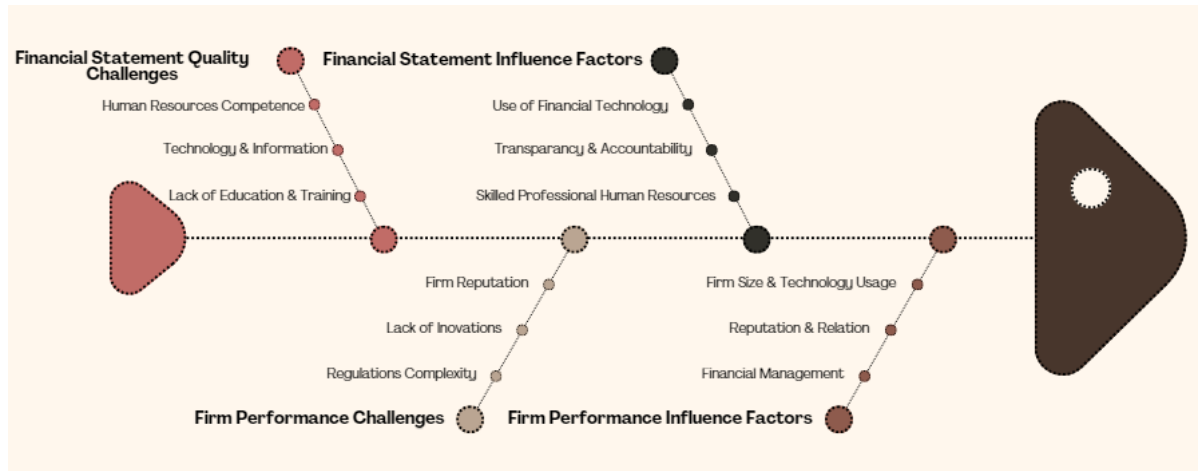 Financial Statement Quality
Challenges
Human Resources Competence
Technology & Information
Lack of Education & Training
Financial Statement Influence Factors
Use of Financial Technology
Transparancy & Accountability
Skilled Professional Human Resources
Firm Reputation
Lack of Inovations
Regulations Complexity
Firm Performance Challenges
Firm Size & Technology Usage
Reputation & Relation
Financial Management
Firm Performance Influence Factors